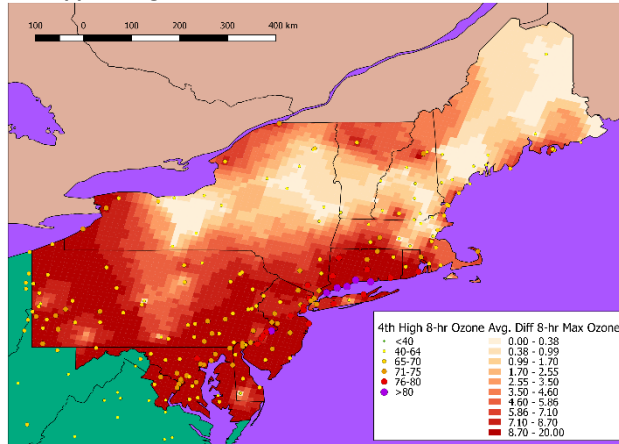 100 0 100 200 300 400 km
4th High 8-hr Ozone Avg. Diff 8-hr Max Ozone
<40 0.00 - 0.38
40-64 0.38 - 0.99
65-70 0.99 - 1.70
71-75 1.70 - 2.55
76-80 2.55 - 3.50
>80 3.50 - 4.60
4.60 - 5.86
5.86 - 7.10
7.10 - 8.70
8.70 - 20.00